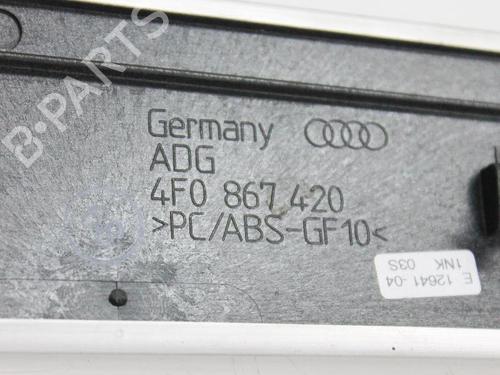 B-PARTS
Germany
ADG
4F0 867 420
>PC/ABS-GF10<
E 12641-04
1NK 03S